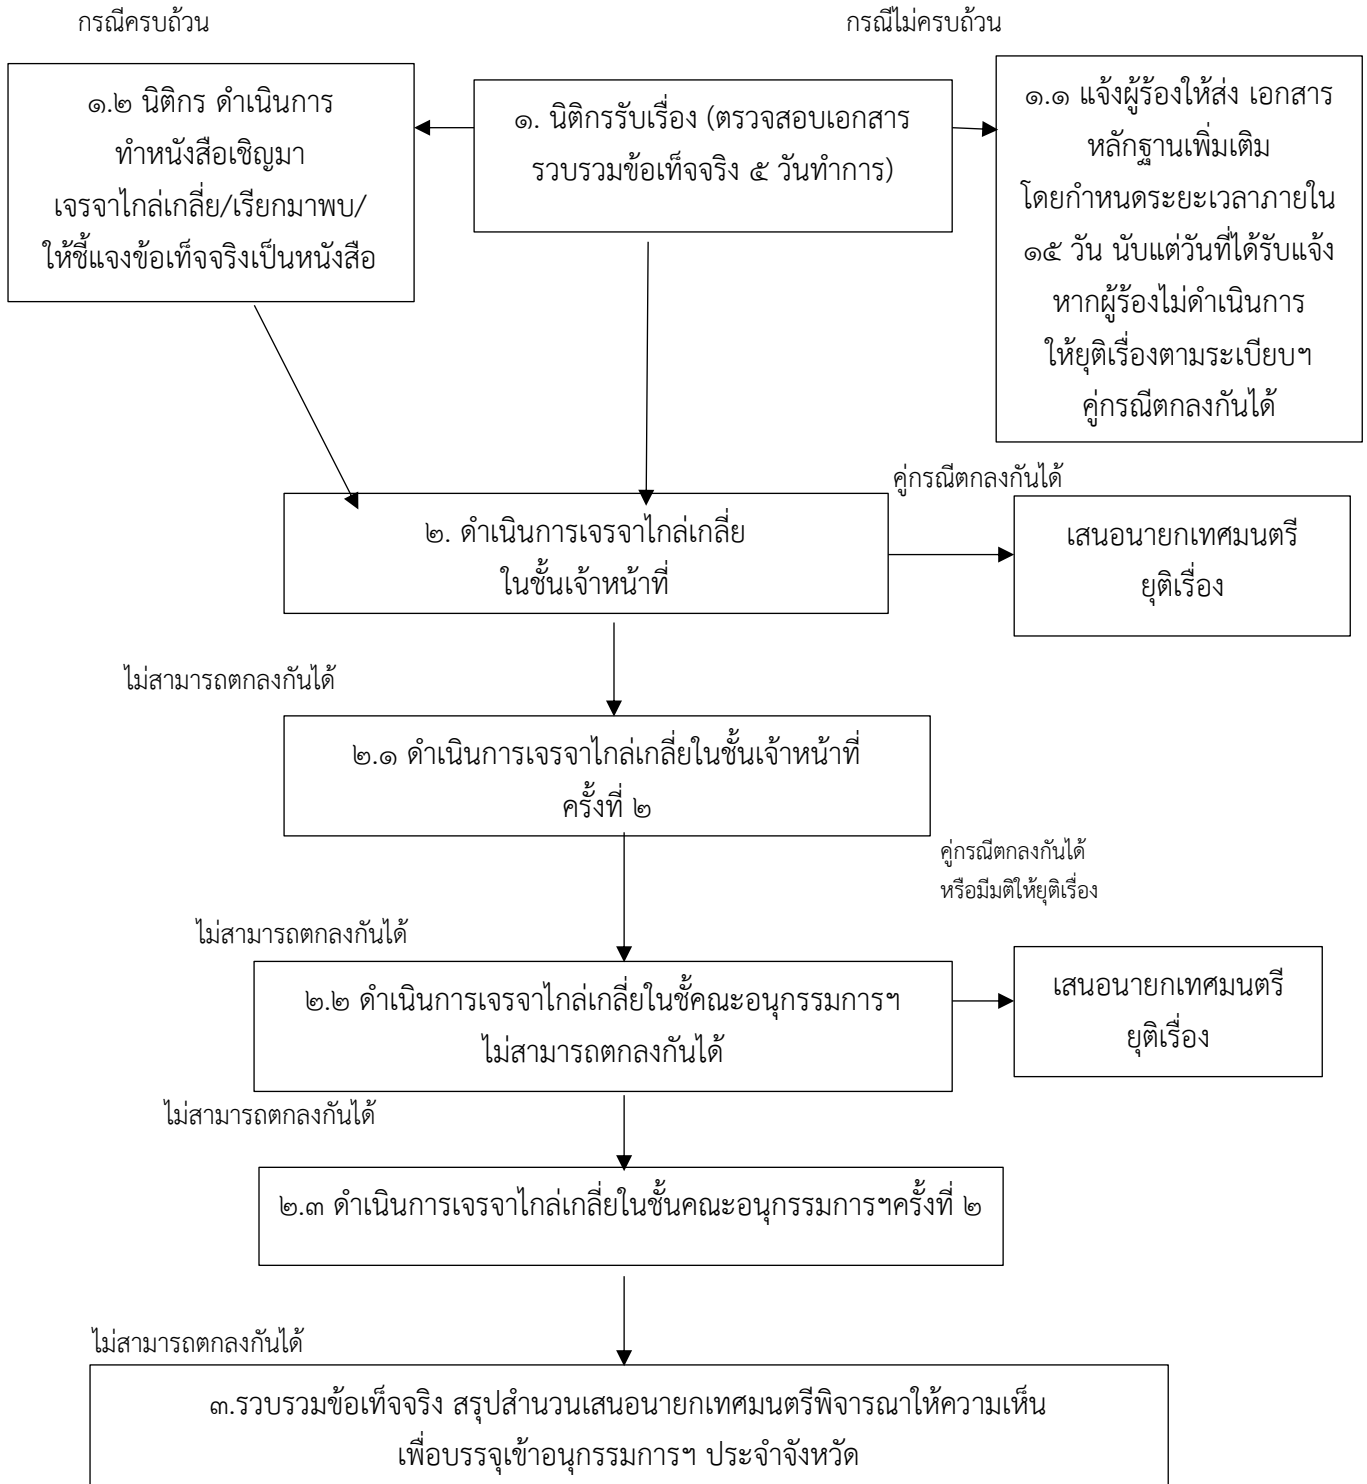 กรณีครบถ้วน
กรณีไม่ครบถ้วน
๑.๒ นิติกร ดำเนินการ
ทำหนังสือเชิญมา
เจรจาไกล่เกลี่ย/เรียกมาพบ/
ให้ชี้แจงข้อเท็จจริงเป็นหนังสือ
๑. นิติกรรับเรื่อง (ตรวจสอบเอกสาร
รวบรวมข้อเท็จจริง ๕ วันทำการ)
๑.๑ แจ้งผู้ร้องให้ส่ง เอกสาร
หลักฐานเพิ่มเติม
โดยกำหนดระยะเวลาภายใน
๑๕ วัน นับแต่วันที่ได้รับแจ้ง
หากผู้ร้องไม่ดำเนินการ
ให้ยุติเรื่องตามระเบียบฯ
คู่กรณีตกลงกันได้
คู่กรณีตกลงกันได้
๒. ดำเนินการเจรจาไกล่เกลี่ย
ในชั้นเจ้าหน้าที่
เสนอนายกเทศมนตรี
ยุติเรื่อง
ไม่สามารถตกลงกันได้
๒.๑ ดำเนินการเจรจาไกล่เกลี่ยในชั้นเจ้าหน้าที่
ครั้งที่ ๒
คู่กรณีตกลงกันได้
หรือมีมติให้ยุติเรื่อง
ไม่สามารถตกลงกันได้
๒.๒ ดำเนินการเจรจาไกล่เกลี่ยในชั้คณะอนุกรรมการฯ
ไม่สามารถตกลงกันได้
เสนอนายกเทศมนตรี
ยุติเรื่อง
ไม่สามารถตกลงกันได้
๒.๓ ดำเนินการเจรจาไกล่เกลี่ยในชั้นคณะอนุกรรมการฯครั้งที่ ๒
ไม่สามารถตกลงกันได้
๓.รวบรวมข้อเท็จจริง สรุปสำนวนเสนอนายกเทศมนตรีพิจารณาให้ความเห็น
เพื่อบรรจุเข้าอนุกรรมการฯ ประจำจังหวัด